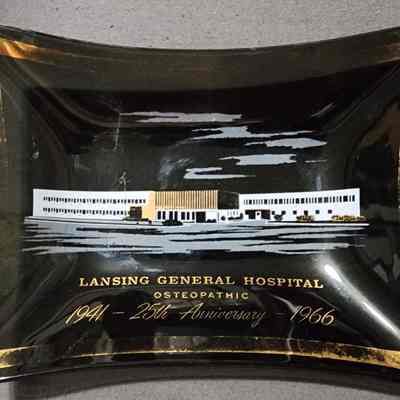 LANSING GENERAL HOSPITAL
OSTEOPATHIC
1941 - 25th Anniversary - 1966